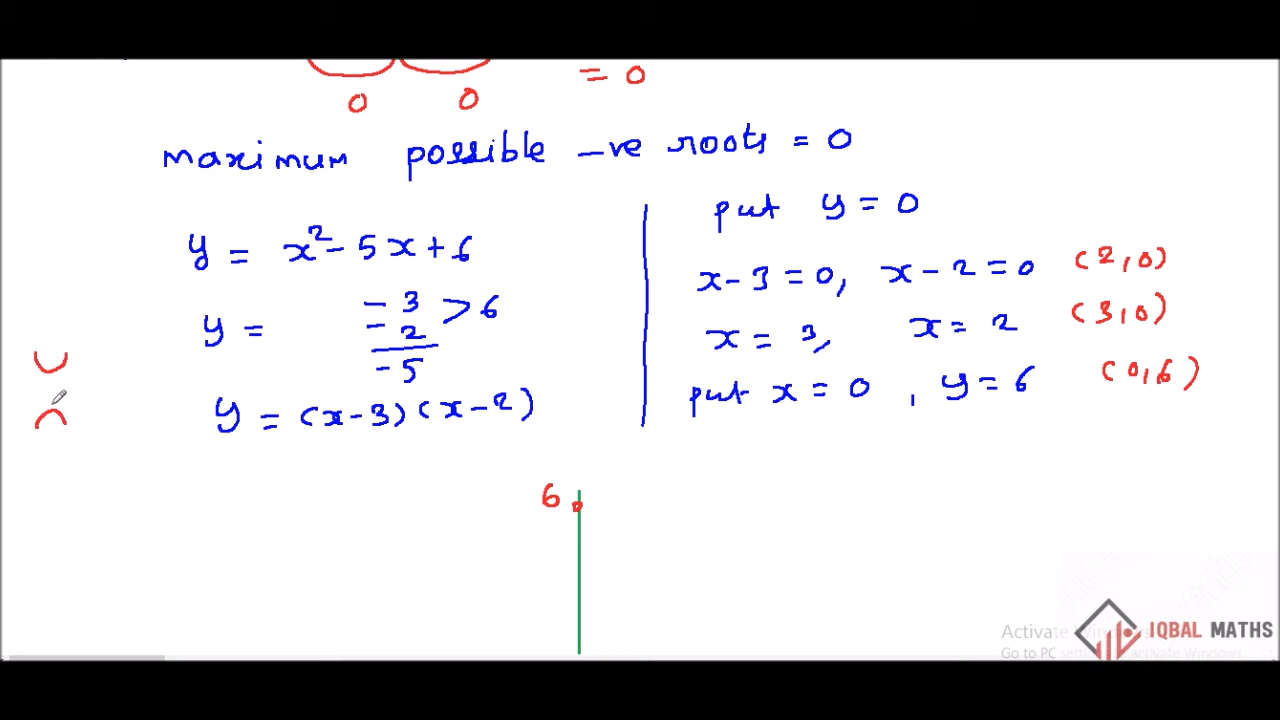 0 0 = 0
maximum possible -ve roots = 0
y = x² - 5x + 6
y = - 3 > 6
- 2
- 5
y = (x-3)(x-2)
put y = 0
x-3 = 0, x-2 = 0 (2,0)
x = 3, x = 2 (3,0)
put x = 0, y = 6 (0,6)
6
Activate Windows
Go to PC settings to activate Windows.
IQBAL MATHS